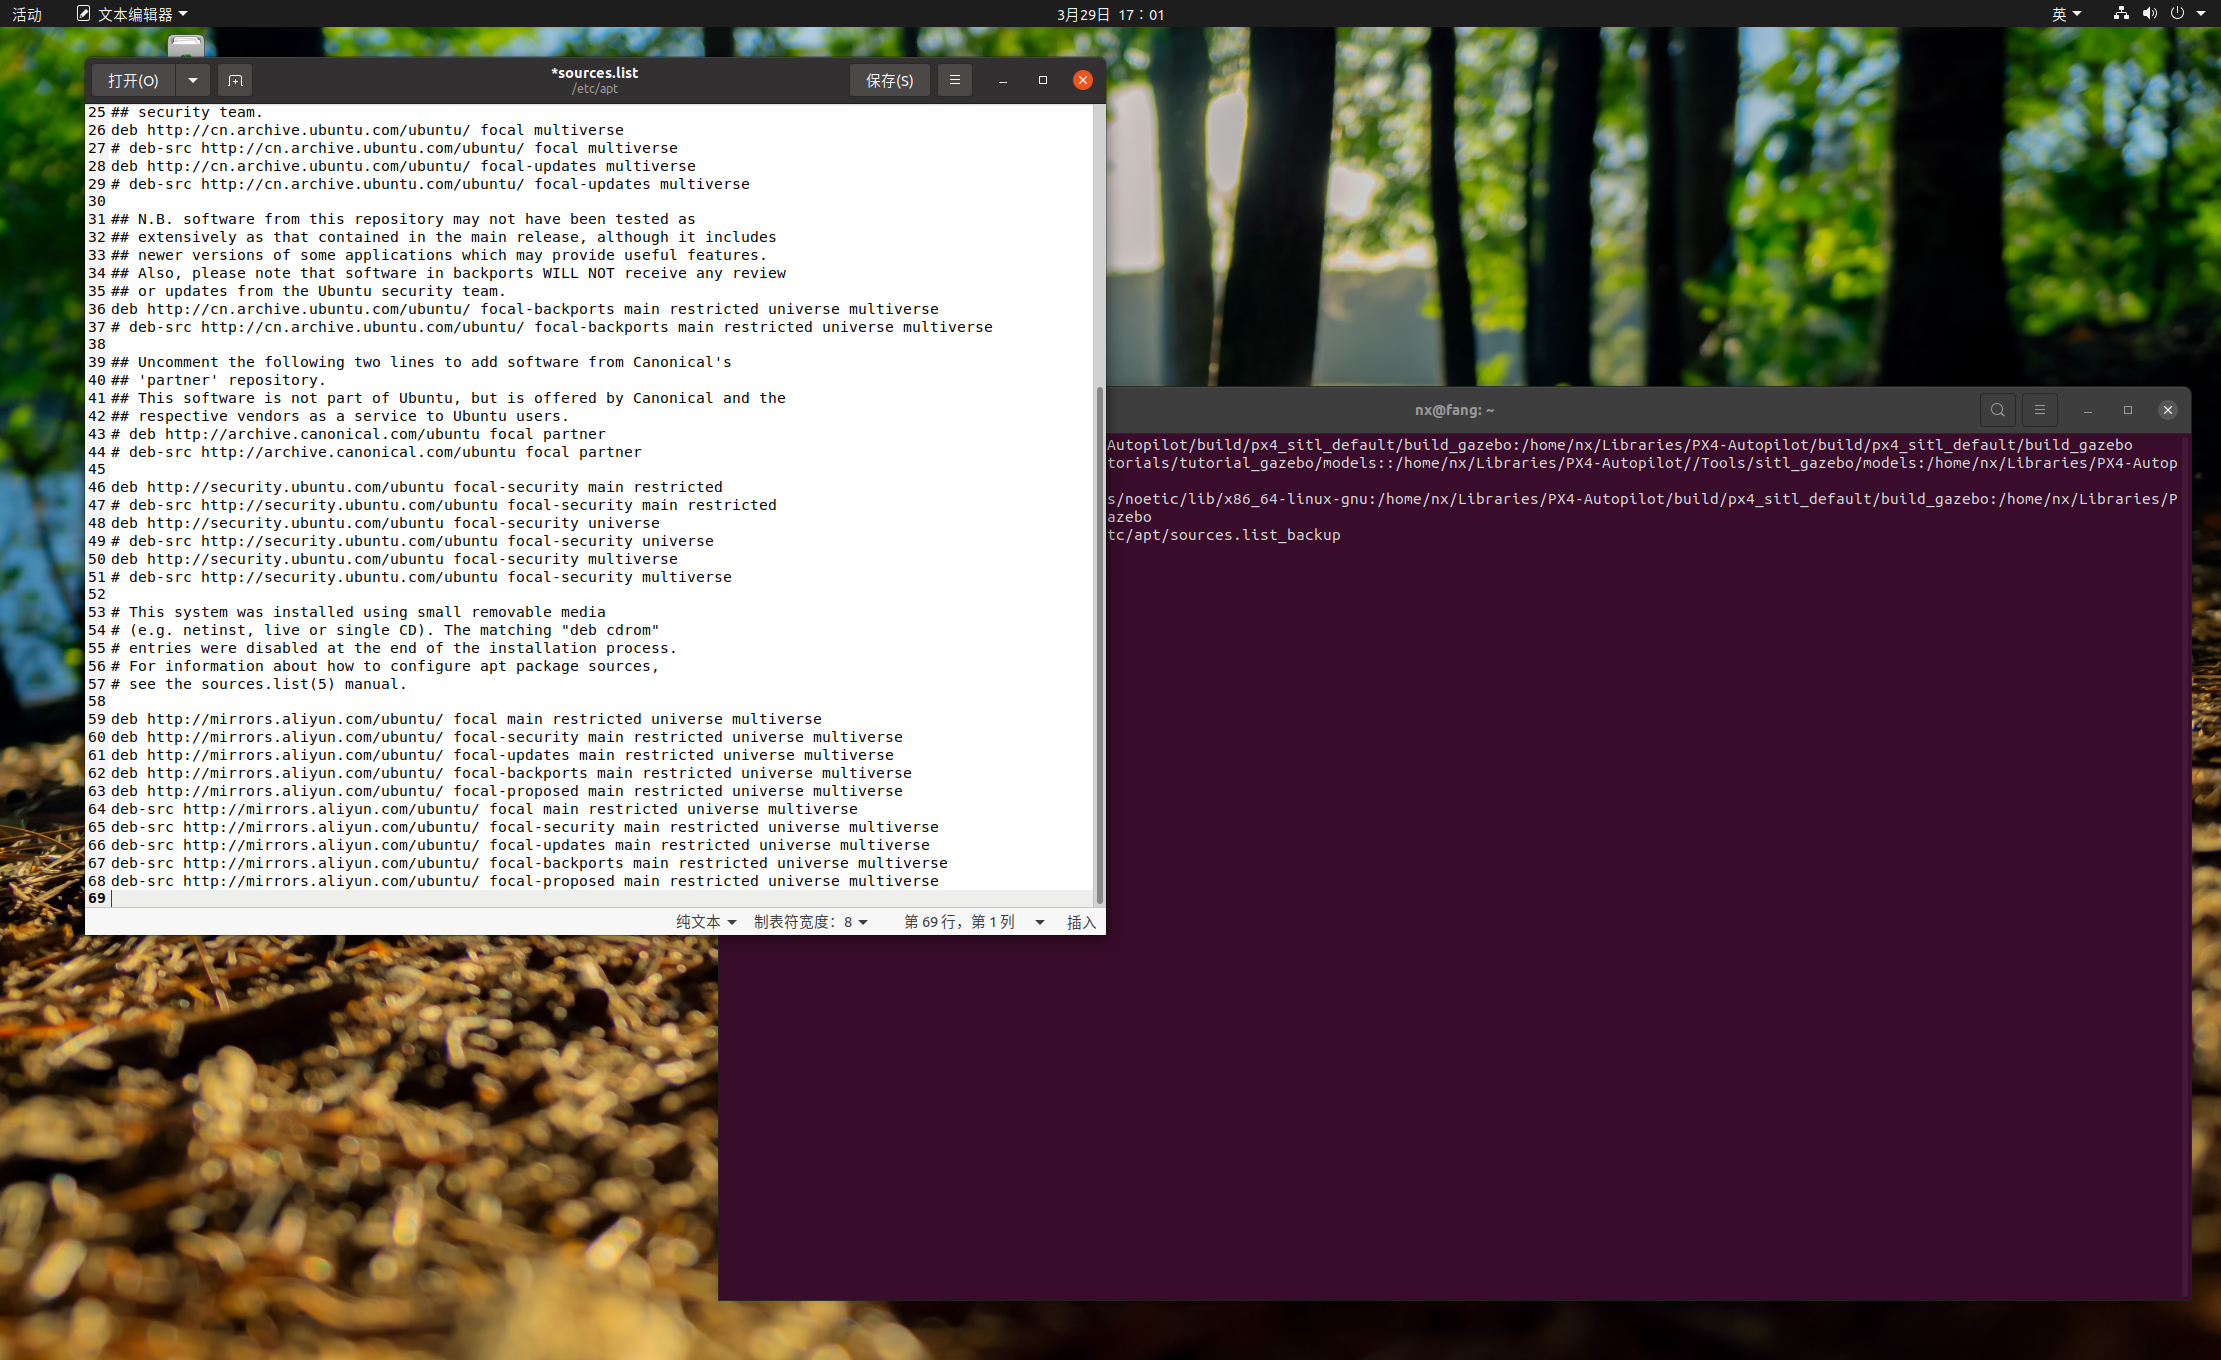 活动 文本编辑器 3月29日 17：01 英
打开(O) *sources.list 保存(S)
/etc/apt
25 ## security team.
26 deb http://cn.archive.ubuntu.com/ubuntu/ focal multiverse
27 # deb-src http://cn.archive.ubuntu.com/ubuntu/ focal multiverse
28 deb http://cn.archive.ubuntu.com/ubuntu/ focal-updates multiverse
29 # deb-src http://cn.archive.ubuntu.com/ubuntu/ focal-updates multiverse
30
31 ## N.B. software from this repository may not have been tested as
32 ## extensively as that contained in the main release, although it includes
33 ## newer versions of some applications which may provide useful features.
34 ## Also, please note that software in backports WILL NOT receive any review
35 ## or updates from the Ubuntu security team.
36 deb http://cn.archive.ubuntu.com/ubuntu/ focal-backports main restricted universe multiverse
37 # deb-src http://cn.archive.ubuntu.com/ubuntu/ focal-backports main restricted universe multiverse
38
39 ## Uncomment the following two lines to add software from Canonical's
40 ## 'partner' repository.
41 ## This software is not part of Ubuntu, but is offered by Canonical and the
42 ## respective vendors as a service to Ubuntu users.
43 # deb http://archive.canonical.com/ubuntu focal partner
44 # deb-src http://archive.canonical.com/ubuntu focal partner
45
46 deb http://security.ubuntu.com/ubuntu focal-security main restricted
47 # deb-src http://security.ubuntu.com/ubuntu focal-security main restricted
48 deb http://security.ubuntu.com/ubuntu focal-security universe
49 # deb-src http://security.ubuntu.com/ubuntu focal-security universe
50 deb http://security.ubuntu.com/ubuntu focal-security multiverse
51 # deb-src http://security.ubuntu.com/ubuntu focal-security multiverse
52
53 # This system was installed using small removable media
54 # (e.g. netinst, live or single CD). The matching "deb cdrom"
55 # entries were disabled at the end of the installation process.
56 # For information about how to configure apt package sources,
57 # see the sources.list(5) manual.
58
59 deb http://mirrors.aliyun.com/ubuntu/ focal main restricted universe multiverse
60 deb http://mirrors.aliyun.com/ubuntu/ focal-security main restricted universe multiverse
61 deb http://mirrors.aliyun.com/ubuntu/ focal-updates main restricted universe multiverse
62 deb http://mirrors.aliyun.com/ubuntu/ focal-backports main restricted universe multiverse
63 deb http://mirrors.aliyun.com/ubuntu/ focal-proposed main restricted universe multiverse
64 deb-src http://mirrors.aliyun.com/ubuntu/ focal main restricted universe multiverse
65 deb-src http://mirrors.aliyun.com/ubuntu/ focal-security main restricted universe multiverse
66 deb-src http://mirrors.aliyun.com/ubuntu/ focal-updates main restricted universe multiverse
67 deb-src http://mirrors.aliyun.com/ubuntu/ focal-backports main restricted universe multiverse
68 deb-src http://mirrors.aliyun.com/ubuntu/ focal-proposed main restricted universe multiverse
69
纯文本 制表符宽度：8 第 69 行，第 1 列 插入
nx@fang: ~
Autopilot/build/px4_sitl_default/build_gazebo:/home/nx/Libraries/PX4-Autopilot/build/px4_sitl_default/build_gazebo
torials/tutorial_gazebo/models::/home/nx/Libraries/PX4-Autopilot//Tools/sitl_gazebo/models:/home/nx/Libraries/PX4-Autop
s/noetic/lib/x86_64-linux-gnu:/home/nx/Libraries/PX4-Autopilot/build/px4_sitl_default/build_gazebo:/home/nx/Libraries/P
azebo
tc/apt/sources.list_backup